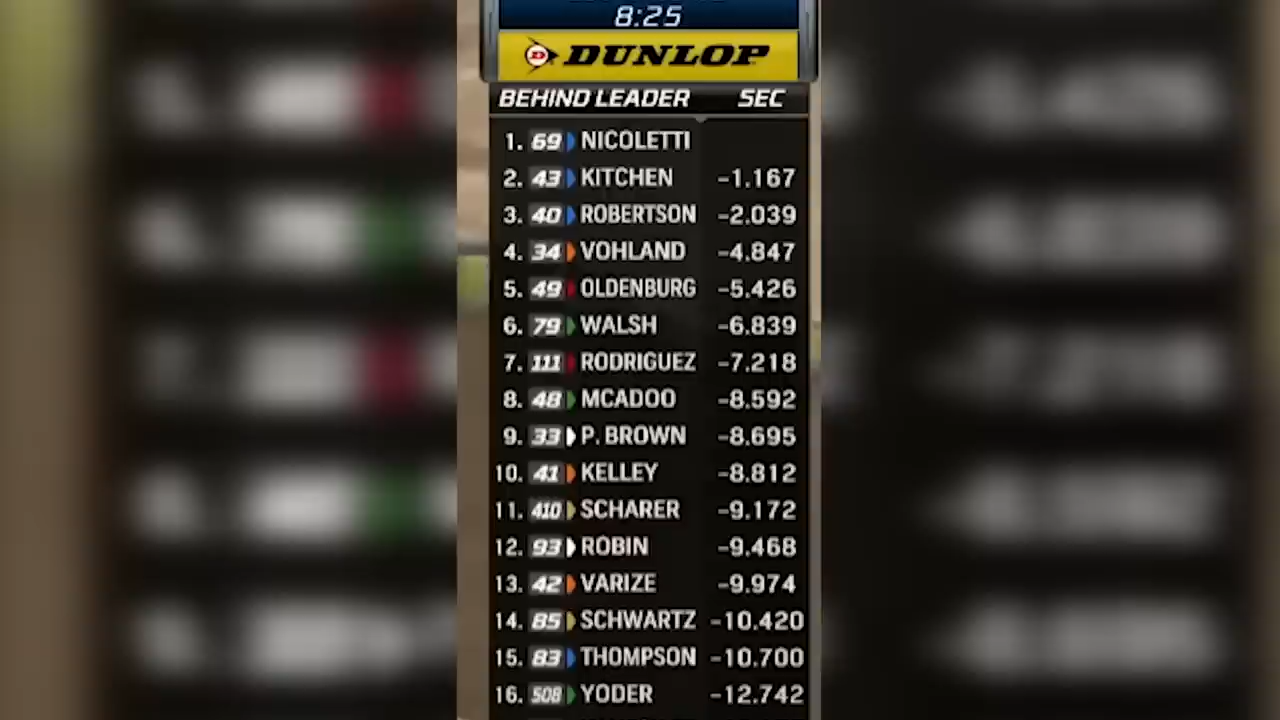 8:25
DUNLOP
BEHIND LEADER SEC
1. 69 NICOLETTI
2. 43 KITCHEN -1.167
3. 40 ROBERTSON -2.039
4. 34 VOHLAND -4.847
5. 49 OLDENBURG -5.426
6. 79 WALSH -6.839
7. 111 RODRIGUEZ -7.218
8. 48 MCADOO -8.592
9. 33 P. BROWN -8.695
10. 41 KELLEY -8.812
11. 410 SCHARER -9.172
12. 93 ROBIN -9.468
13. 42 VARIZE -9.974
14. 85 SCHWARTZ -10.420
15. 83 THOMPSON -10.700
16. 508 YODER -12.742